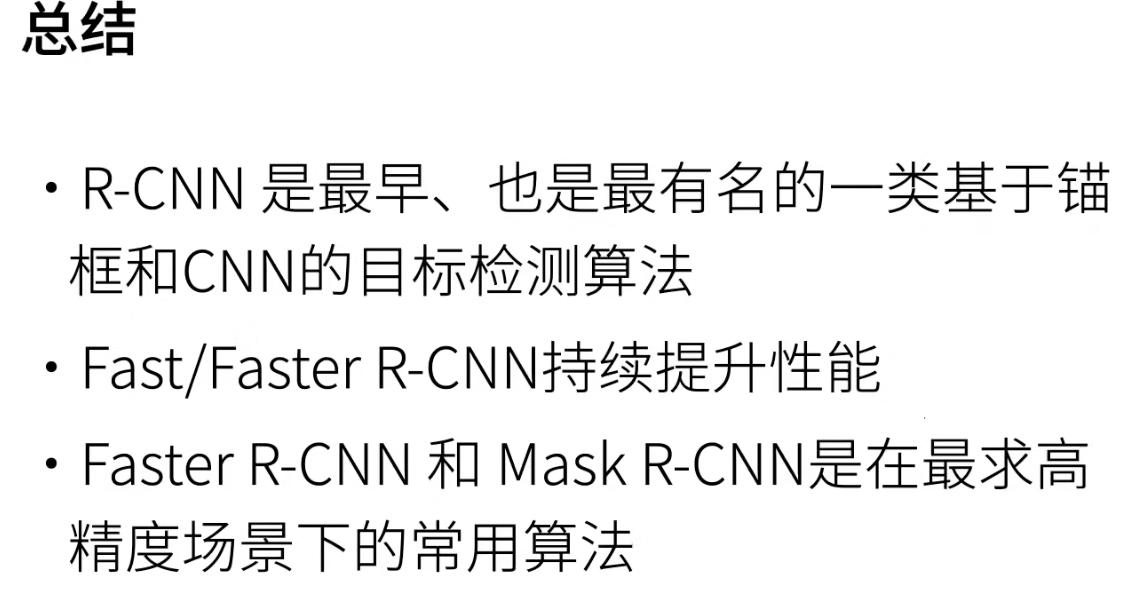 总结
• R-CNN 是最早、也是最有名的一类基于锚
框和CNN的目标检测算法
• Fast/Faster R-CNN持续提升性能
• Faster R-CNN 和 Mask R-CNN是在最求高
精度场景下的常用算法